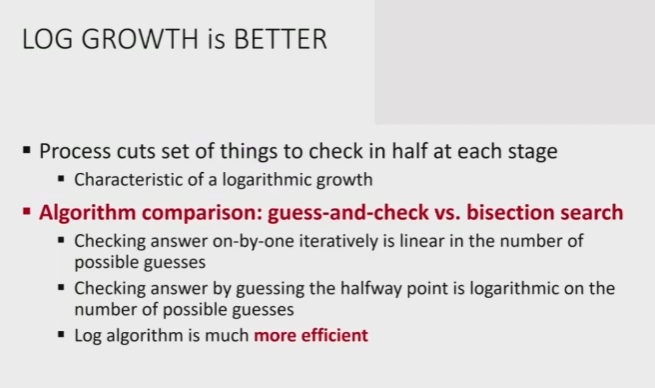 LOG GROWTH is BETTER
▪ Process cuts set of things to check in half at each stage
▪ Characteristic of a logarithmic growth
▪ Algorithm comparison: guess-and-check vs. bisection search
▪ Checking answer on-by-one iteratively is linear in the number of
possible guesses
▪ Checking answer by guessing the halfway point is logarithmic on the
number of possible guesses
▪ Log algorithm is much more efficient